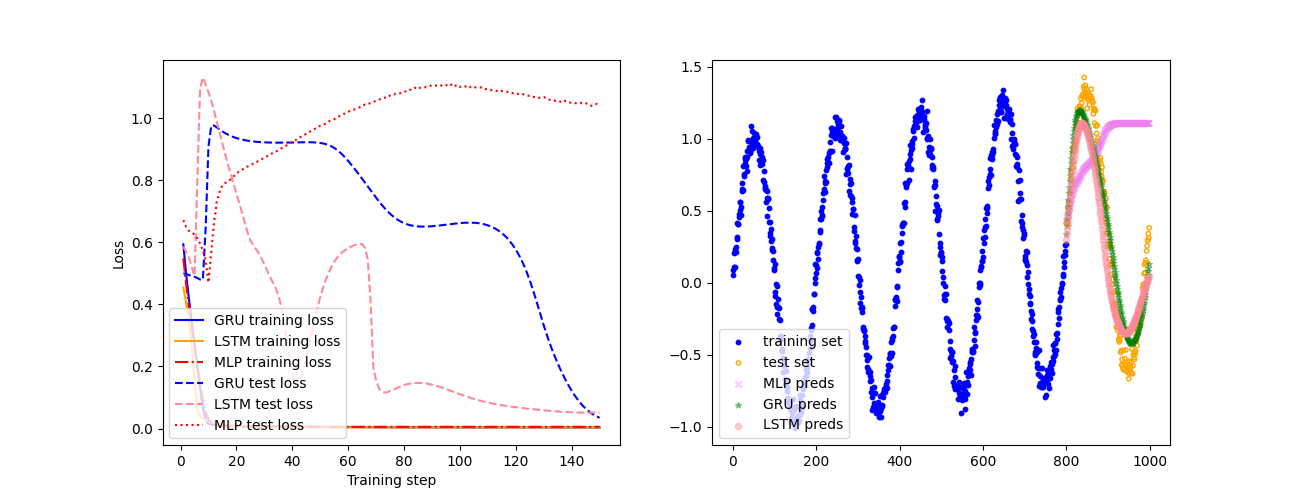 Loss
1.0
0.8
0.6
0.4
0.2
0.0
GRU training loss
LSTM training loss
MLP training loss
GRU test loss
LSTM test loss
MLP test loss
0 20 40 60 80 100 120 140
Training step
1.5
1.0
0.5
0.0
−0.5
−1.0
training set
test set
MLP preds
GRU preds
LSTM preds
0 200 400 600 800 1000